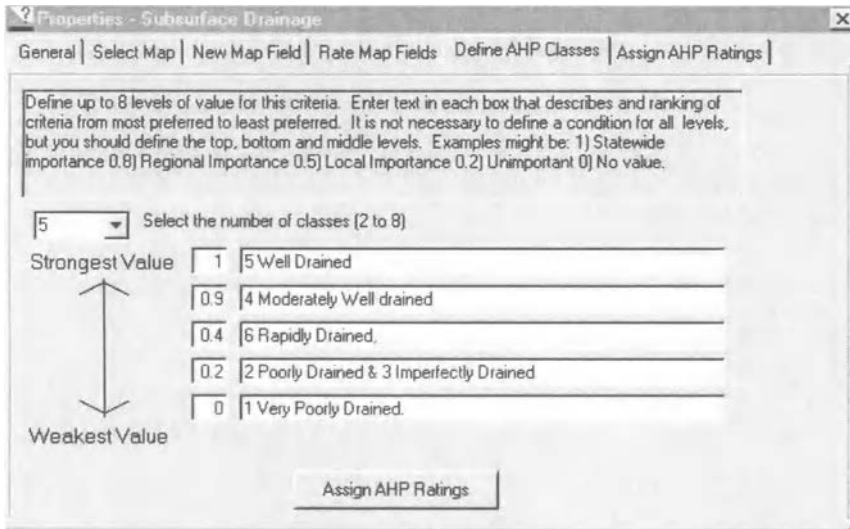 Properties - Subsurface Drainage
General | Select Map | New Map Field | Rate Map Fields Define AHP Classes | Assign AHP Ratings |
Define up to 8 levels of value for this criteria. Enter text in each box that describes and ranking of
criteria from most preferred to least preferred. It is not necessary to define a condition for all levels,
but you should define the top, bottom and middle levels. Examples might be: 1) Statewide
importance 0.8) Regional Importance 0.5) Local Importance 0.2) Unimportant 0) No value.
5 Select the number of classes (2 to 8)
Strongest Value 1 5 Well Drained
0.9 4 Moderately Well drained
0.4 6 Rapidly Drained,
0.2 2 Poorly Drained & 3 Imperfectly Drained
0 1 Very Poorly Drained.
Weakest Value
Assign AHP Ratings